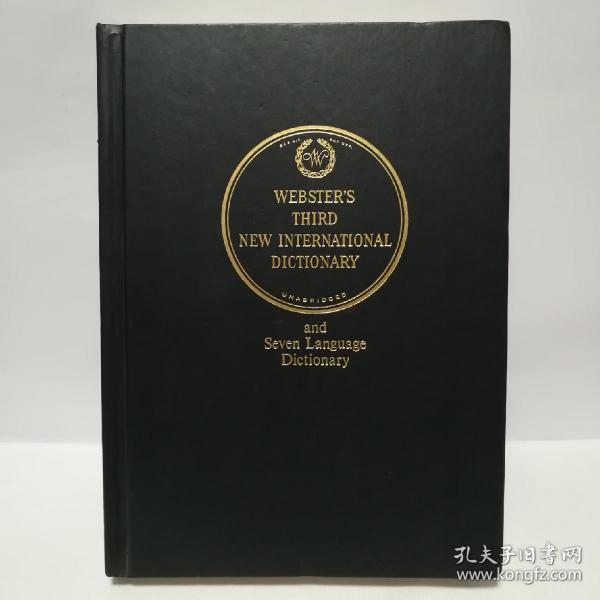 W
WEBSTER'S
THIRD
NEW INTERNATIONAL
DICTIONARY
UNABRIDGED
and
Seven Language
Dictionary
孔夫子旧书网
www.kongfz.com